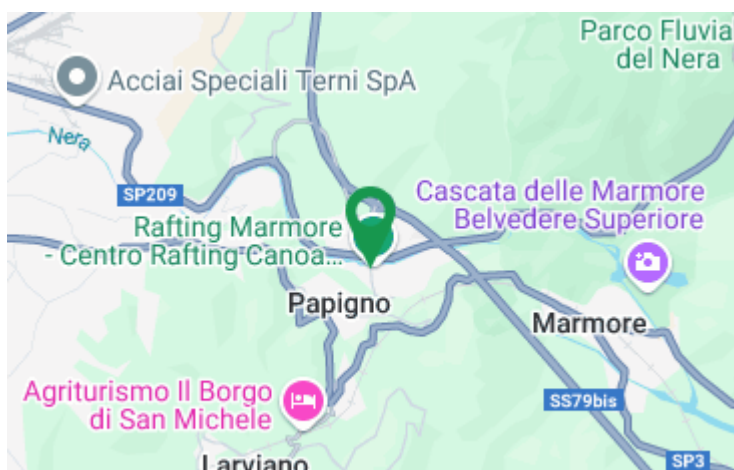 Parco Fluvia
del Nera
Acciai Speciali Terni SpA
Nera
SP209
Cascata delle Marmore
Belvedere Superiore
Rafting Marmore
- Centro Rafting Canoa...
Papigno
Marmore
Agriturismo Il Borgo
di San Michele
SS79bis
Larviano
SP3